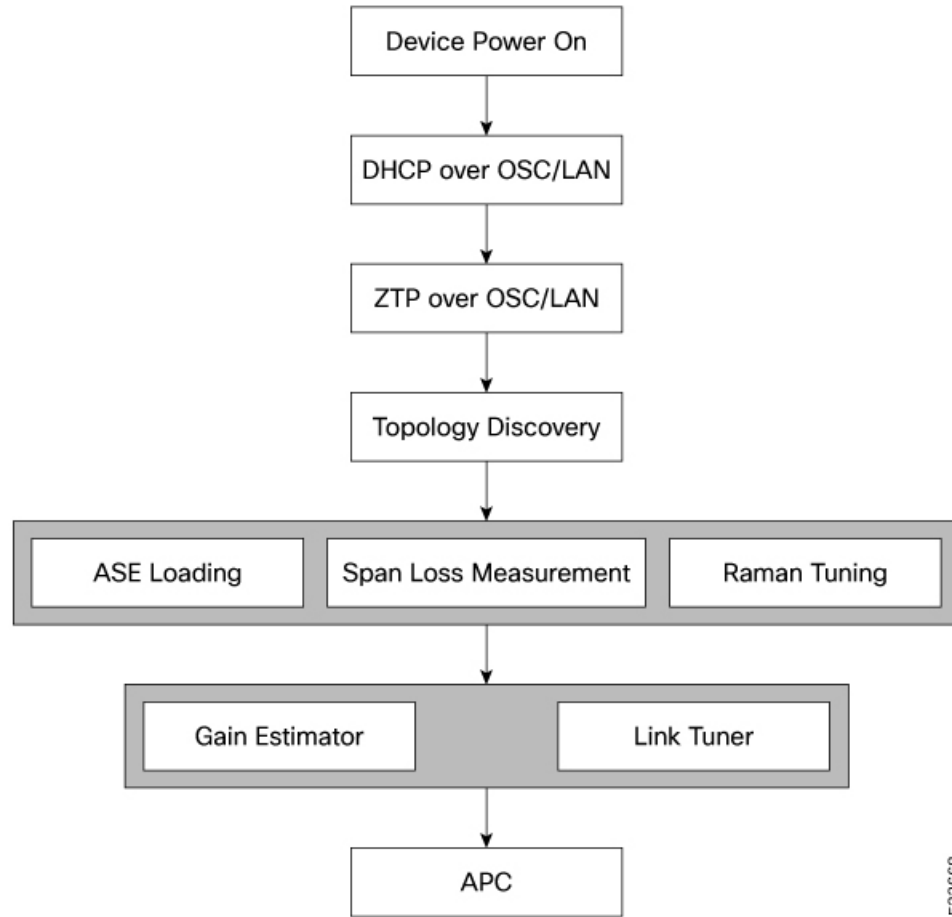 Device Power On
DHCP over OSC/LAN
ZTP over OSC/LAN
Topology Discovery
ASE Loading
Span Loss Measurement
Raman Tuning
Gain Estimator
Link Tuner
APC